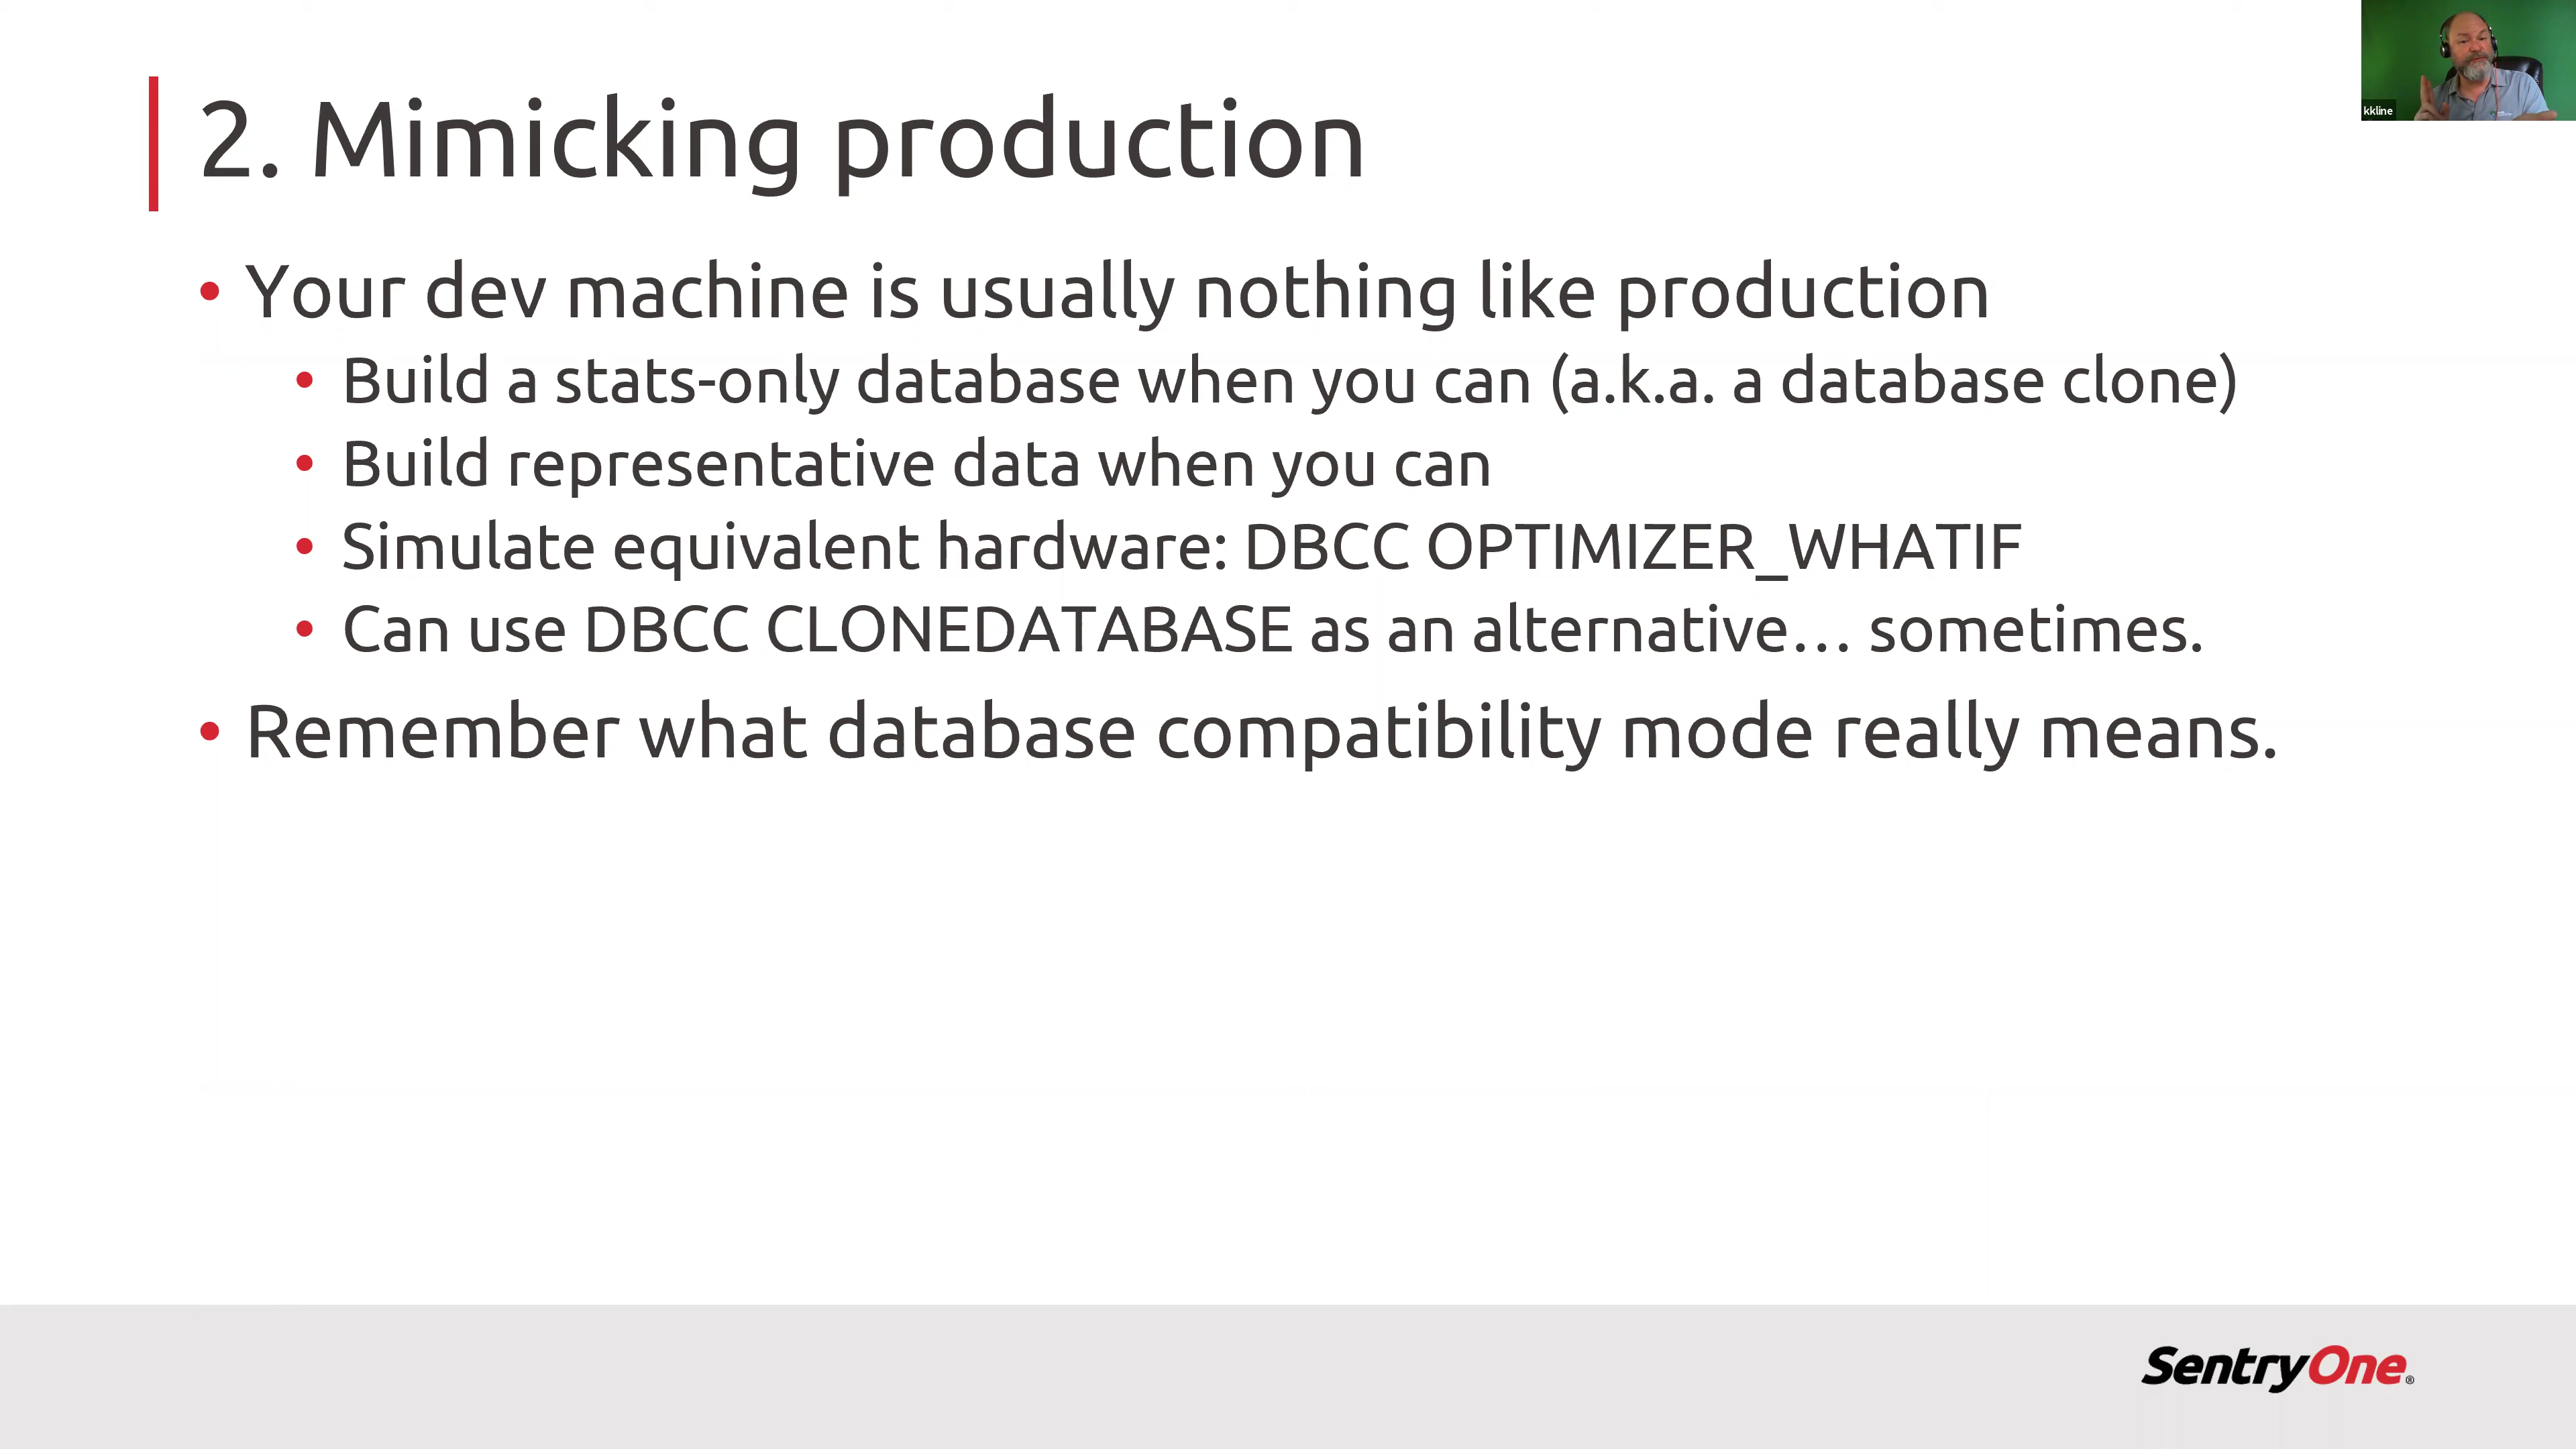 2. Mimicking production
• Your dev machine is usually nothing like production
• Build a stats-only database when you can (a.k.a. a database clone)
• Build representative data when you can
• Simulate equivalent hardware: DBCC OPTIMIZER_WHATIF
• Can use DBCC CLONEDATABASE as an alternative… sometimes.
• Remember what database compatibility mode really means.
kkline
SentryOne®